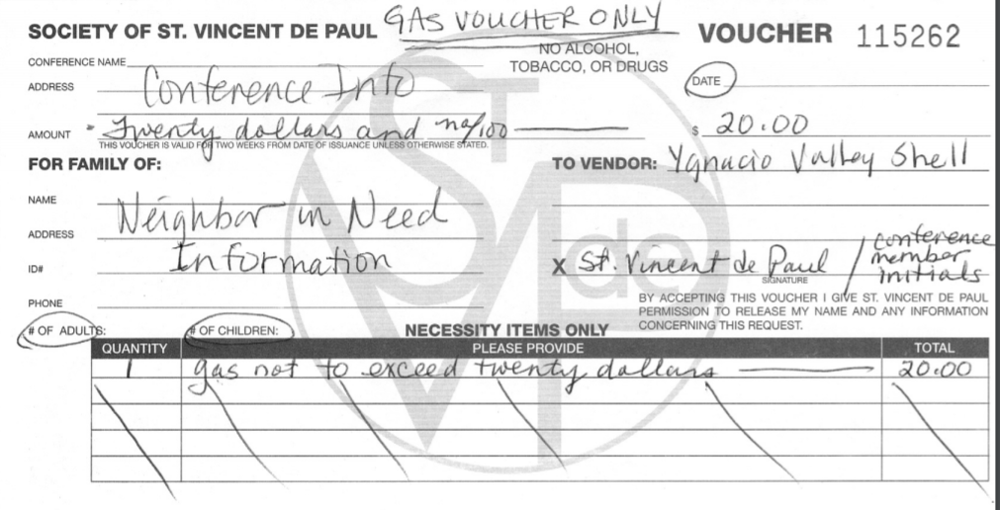 SOCIETY OF ST. VINCENT DE PAUL GAS VOUCHER ONLY VOUCHER 115262
NO ALCOHOL,
TOBACCO, OR DRUGS
CONFERENCE NAME
ADDRESS Conference Info DATE
AMOUNT Twenty dollars and no/100 $ 20.00
THIS VOUCHER IS VALID FOR TWO WEEKS FROM DATE OF ISSUANCE UNLESS OTHERWISE STATED.
FOR FAMILY OF: TO VENDOR: Ygnacio Valley Shell
NAME Neighbor in Need
ADDRESS Information
ID# X St. Vincent de Paul / conference member initials
SIGNATURE
PHONE
BY ACCEPTING THIS VOUCHER I GIVE ST. VINCENT DE PAUL
PERMISSION TO RELEASE MY NAME AND ANY INFORMATION
CONCERNING THIS REQUEST.
# OF ADULTS: # OF CHILDREN: NECESSITY ITEMS ONLY
QUANTITY PLEASE PROVIDE TOTAL
1 gas not to exceed twenty dollars 20.00
ST
V de
P